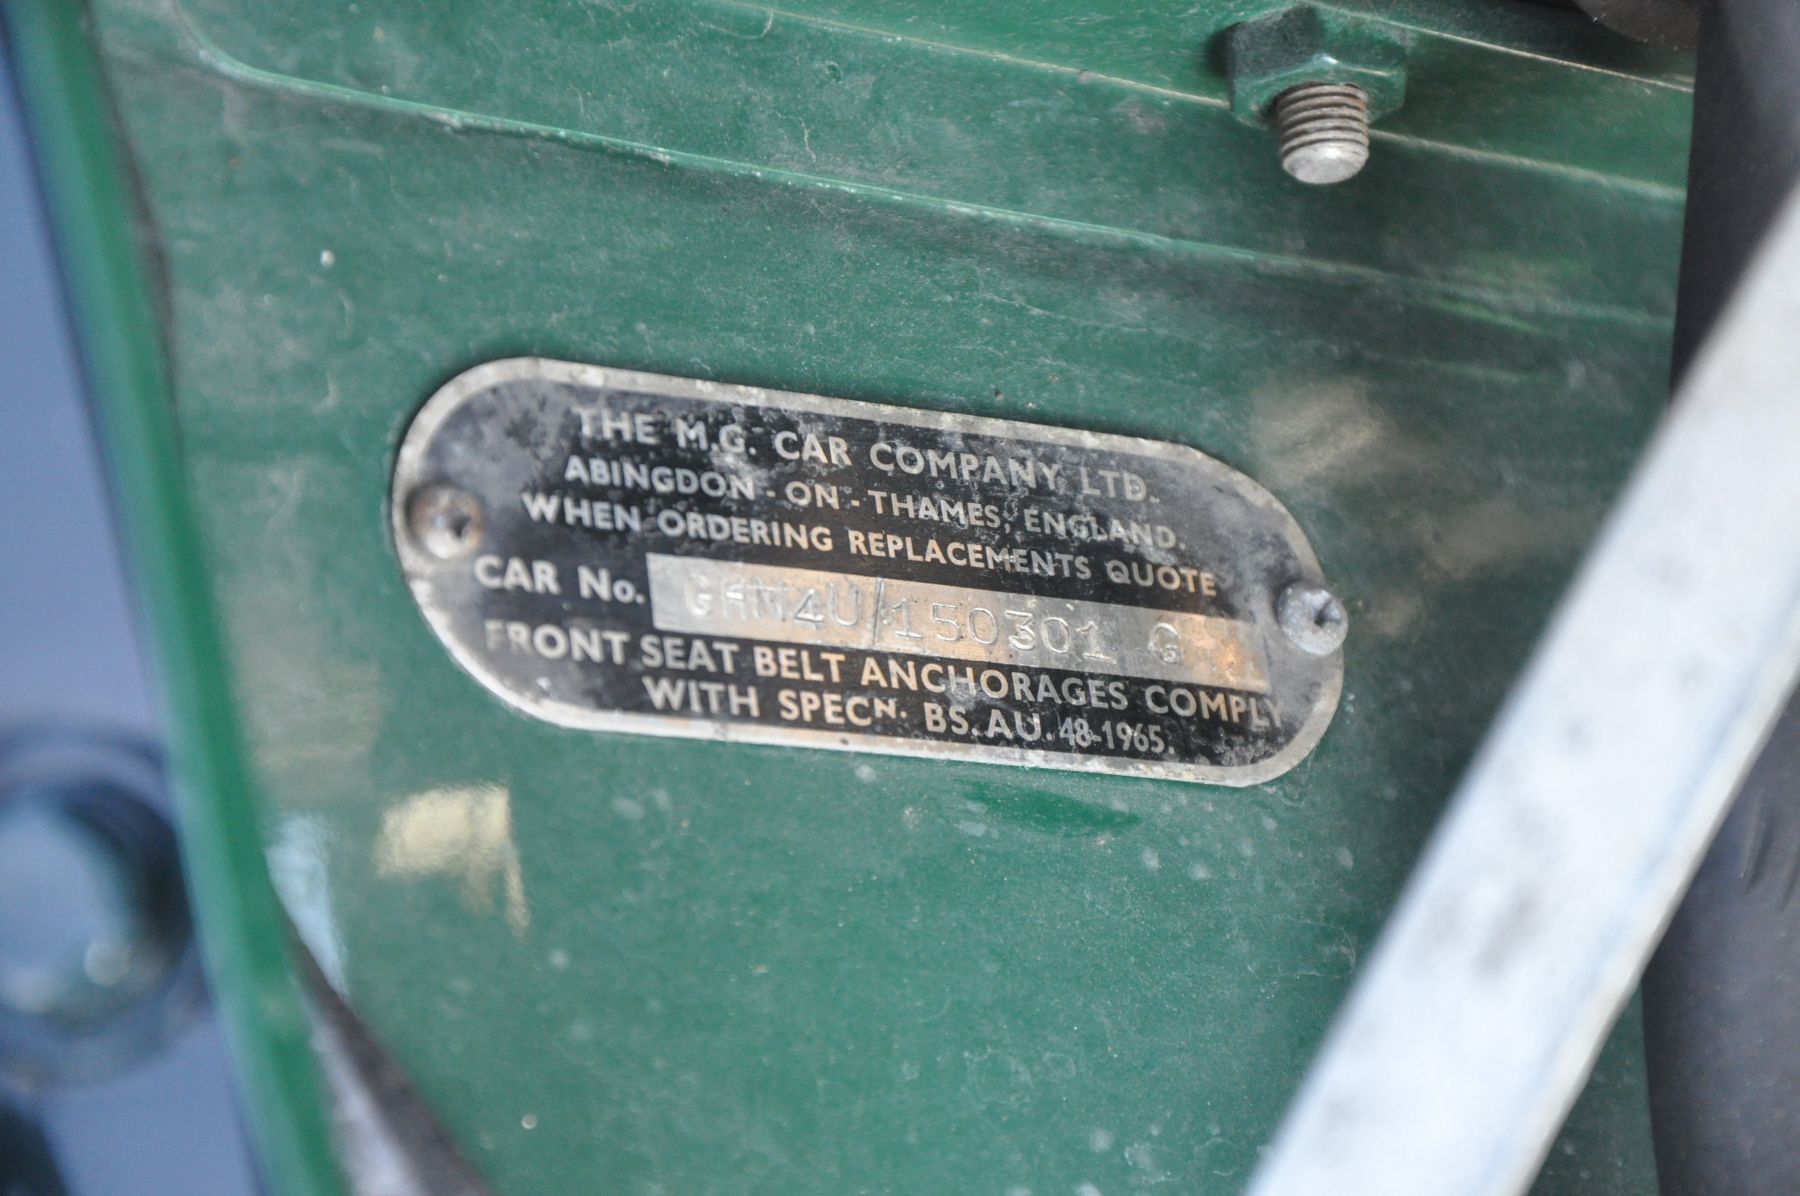 THE M.G. CAR COMPANY LTD.
ABINGDON - ON - THAMES, ENGLAND.
WHEN ORDERING REPLACEMENTS QUOTE
CAR No. GHN4U/150301 G
FRONT SEAT BELT ANCHORAGES COMPLY
WITH SPECN. BS. AU. 48-1965.